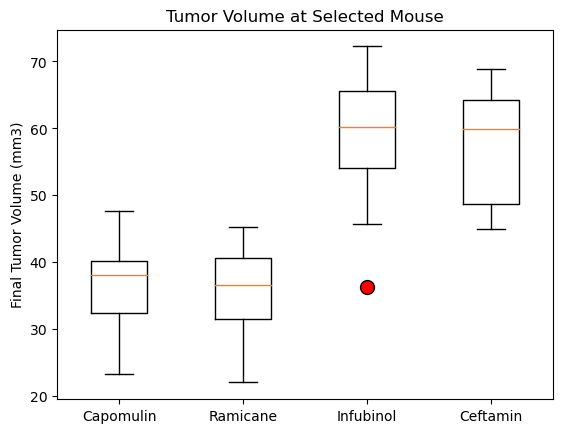 Tumor Volume at Selected Mouse
Final Tumor Volume (mm3)
70
60
50
40
30
20
Capomulin Ramicane Infubinol Ceftamin